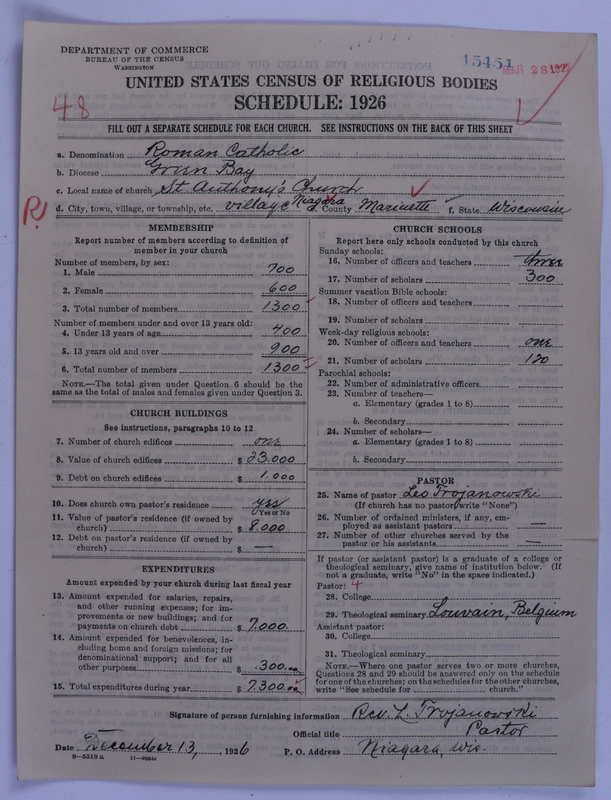 DEPARTMENT OF COMMERCE
BUREAU OF THE CENSUS
WASHINGTON
15451
MAR 28 1927
UNITED STATES CENSUS OF RELIGIOUS BODIES
SCHEDULE: 1926
48
FILL OUT A SEPARATE SCHEDULE FOR EACH CHURCH. SEE INSTRUCTIONS ON THE BACK OF THIS SHEET
a. Denomination Roman Catholic
b. Diocese Green Bay
c. Local name of church St. Anthony's Church
R
d. City, town, village, or township, etc. village Niagara e. County Marinette f. State Wisconsin
MEMBERSHIP
Report number of members according to definition of member in your church
Number of members, by sex:
1. Male 700
2. Female 600
3. Total number of members 1300
Number of members under and over 13 years old:
4. Under 13 years of age 400
5. 13 years old and over 900
6. Total number of members 1300
NOTE.—The total given under Question 6 should be
same as the total of males and females given under Question 3.
CHURCH BUILDINGS
See instructions, paragraphs 10 to 12
7. Number of church edifices one
8. Value of church edifices $ 23.000
9. Debt on church edifices $ 1.000
10. Does church own pastor's residence yes
Yes or No
11. Value of pastor's residence (if owned by
church) $ 8.000
12. Debt on pastor's residence (if owned by
church) $ —
EXPENDITURES
Amount expended by your church during last fiscal year
13. Amount expended for salaries, repairs,
and other running expenses; for im-
provements or new buildings; and for
payments on church debt $ 7.000
14. Amount expended for benevolences, in-
cluding home and foreign missions; for
denominational support; and for all
other purposes $ 300.00
15. Total expenditures during year $ 7.300.00
CHURCH SCHOOLS
Report here only schools conducted by this church
Sunday schools:
16. Number of officers and teachers three
17. Number of scholars 300
Summer vacation Bible schools:
18. Number of officers and teachers
19. Number of scholars
Week-day religious schools:
20. Number of officers and teachers one
21. Number of scholars 120
Parochial schools:
22. Number of administrative officers
23. Number of teachers—
a. Elementary (grades 1 to 8)
b. Secondary
24. Number of scholars—
a. Elementary (grades 1 to 8)
b. Secondary
PASTOR
25. Name of pastor Leo Trojanowski
(If church has no pastor, write "None")
26. Number of ordained ministers, if any, em-
ployed as assistant pastors —
27. Number of other churches served by the
pastor or his assistants —
If pastor (or assistant pastor) is a graduate of a college or
theological seminary, give name of institution below. (If
not a graduate, write "No" in the space indicated.)
Pastor: 4
28. College
29. Theological seminary Louvain, Belgium
Assistant pastor:
30. College
31. Theological seminary
NOTE.—Where one pastor serves two or more churches,
Questions 28 and 29 should be answered only on the schedule
for one of the churches; on the schedules for the other churches,
write "See schedule for church."
Signature of person furnishing information Rev. L. Trojanowski
Official title Pastor
Date December 13, 1926 P. O. Address Niagara, Wis.
8-5318a 11-9284c